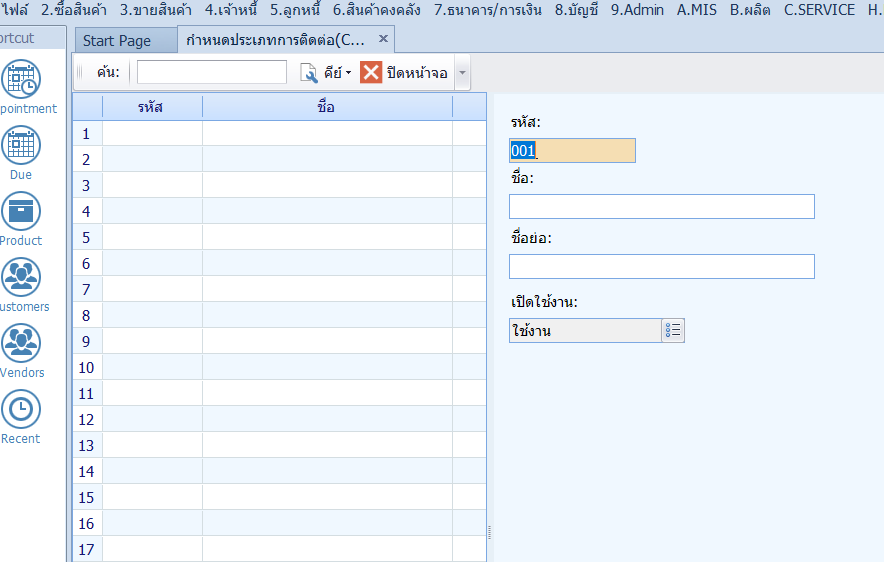 ไฟล์ 2.ซื้อสินค้า 3.ขายสินค้า 4.เจ้าหนี้ 5.ลูกหนี้ 6.สินค้าคงคลัง 7.ธนาคาร/การเงิน 8.บัญชี 9.Admin A.MIS B.ผลิต C.SERVICE H.
ortcut
Start Page กำหนดประเภทการติดต่อ(C...
ค้น: คีย์ ปิดหน้าจอ
pointment
Due
Product
ustomers
Vendors
Recent
รหัส ชื่อ
1
2
3
4
5
6
7
8
9
10
11
12
13
14
15
16
17
รหัส:
001
ชื่อ:
ชื่อย่อ:
เปิดใช้งาน:
ใช้งาน